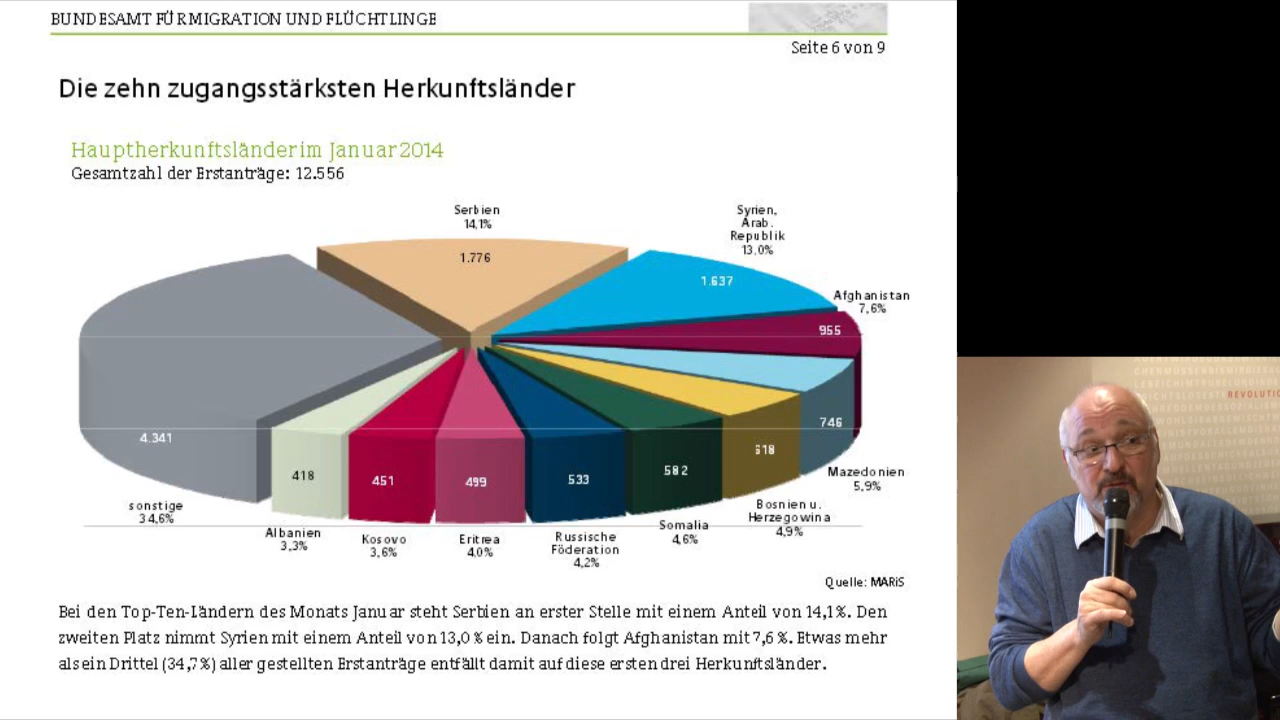 BUNDESAMT FÜR MIGRATION UND FLÜCHTLINGE
Seite 6 von 9
Die zehn zugangsstärksten Herkunftsländer
Hauptherkunftsländer im Januar 2014
Gesamtzahl der Erstanträge: 12.556
Serbien
14,1%
1.776
Syrien,
Arab.
Republik
13,0%
1.637
Afghanistan
7,6%
955
746
Mazedonien
5,9%
618
Bosnien u.
Herzegowina
4,9%
582
Somalia
4,6%
533
Russische
Föderation
4,2%
499
Eritrea
4,0%
451
Kosovo
3,6%
418
Albanien
3,3%
4.341
sonstige
34,6%
Quelle: MARiS
Bei den Top-Ten-Ländern des Monats Januar steht Serbien an erster Stelle mit einem Anteil von 14,1%. Den
zweiten Platz nimmt Syrien mit einem Anteil von 13,0 % ein. Danach folgt Afghanistan mit 7,6 %. Etwas mehr
als ein Drittel (34,7%) aller gestellten Erstanträge entfällt damit auf diese ersten drei Herkunftsländer.
REVOLUTIO